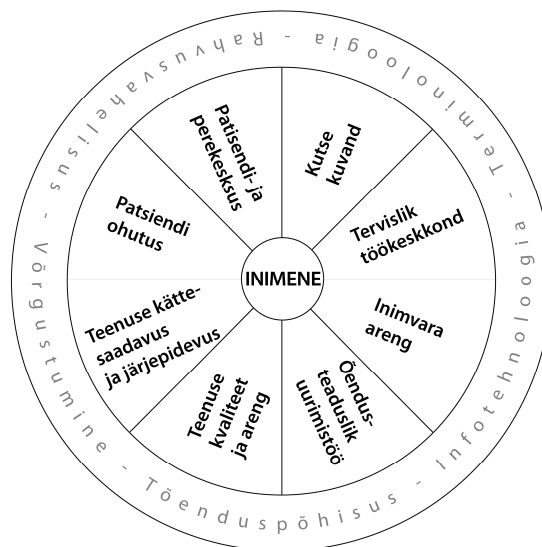 Rahvusvahelisus - Võrgustumine - Tõenduspõhisus - Infotehnoloogia - Terminoloogia -
Kutse
kuvand
Tervislik
töökeskkond
Inimvara
areng
Õendus-
teaduslik
uurimistöö
Teenuse
kvaliteet
ja areng
Teenuse kätte-
saadavus
ja järjepidevus
Patsiendi
ohutus
Patisendi- ja
perekesksus
INIMENE